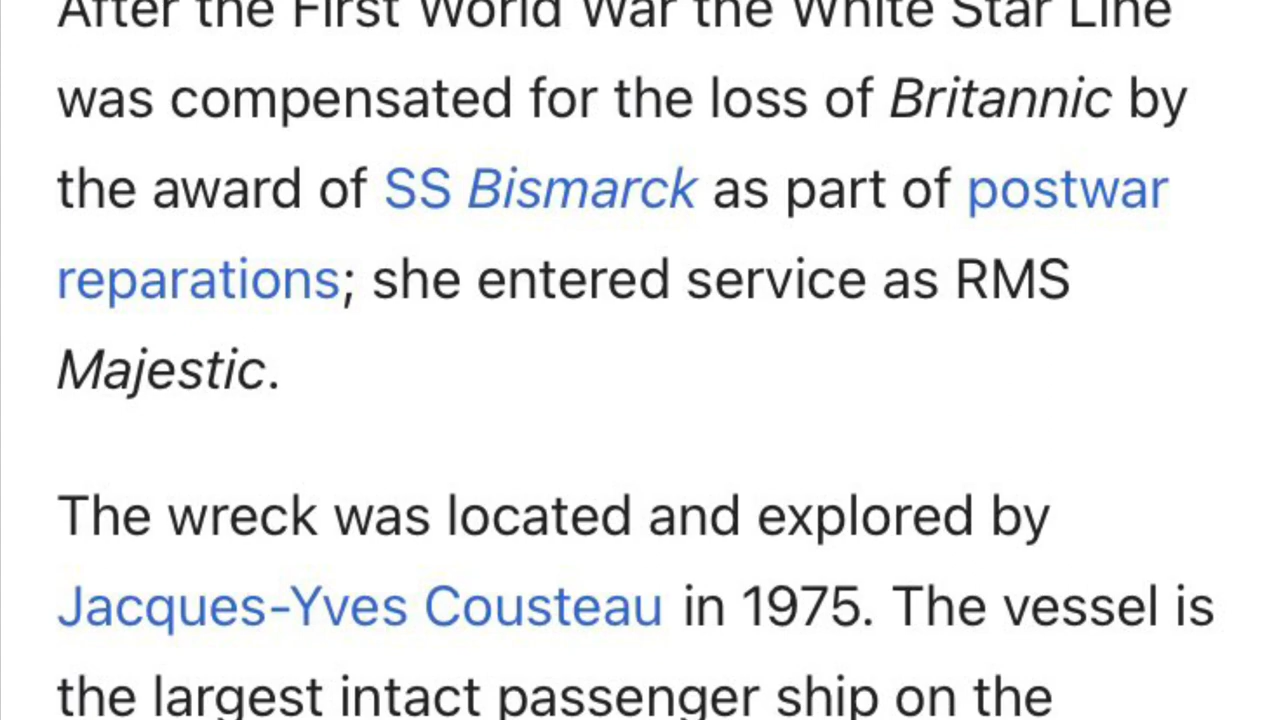 After the First World War the White Star Line
was compensated for the loss of Britannic by
the award of SS Bismarck as part of postwar
reparations; she entered service as RMS
Majestic.
The wreck was located and explored by
Jacques-Yves Cousteau in 1975. The vessel is
the largest intact passenger ship on the